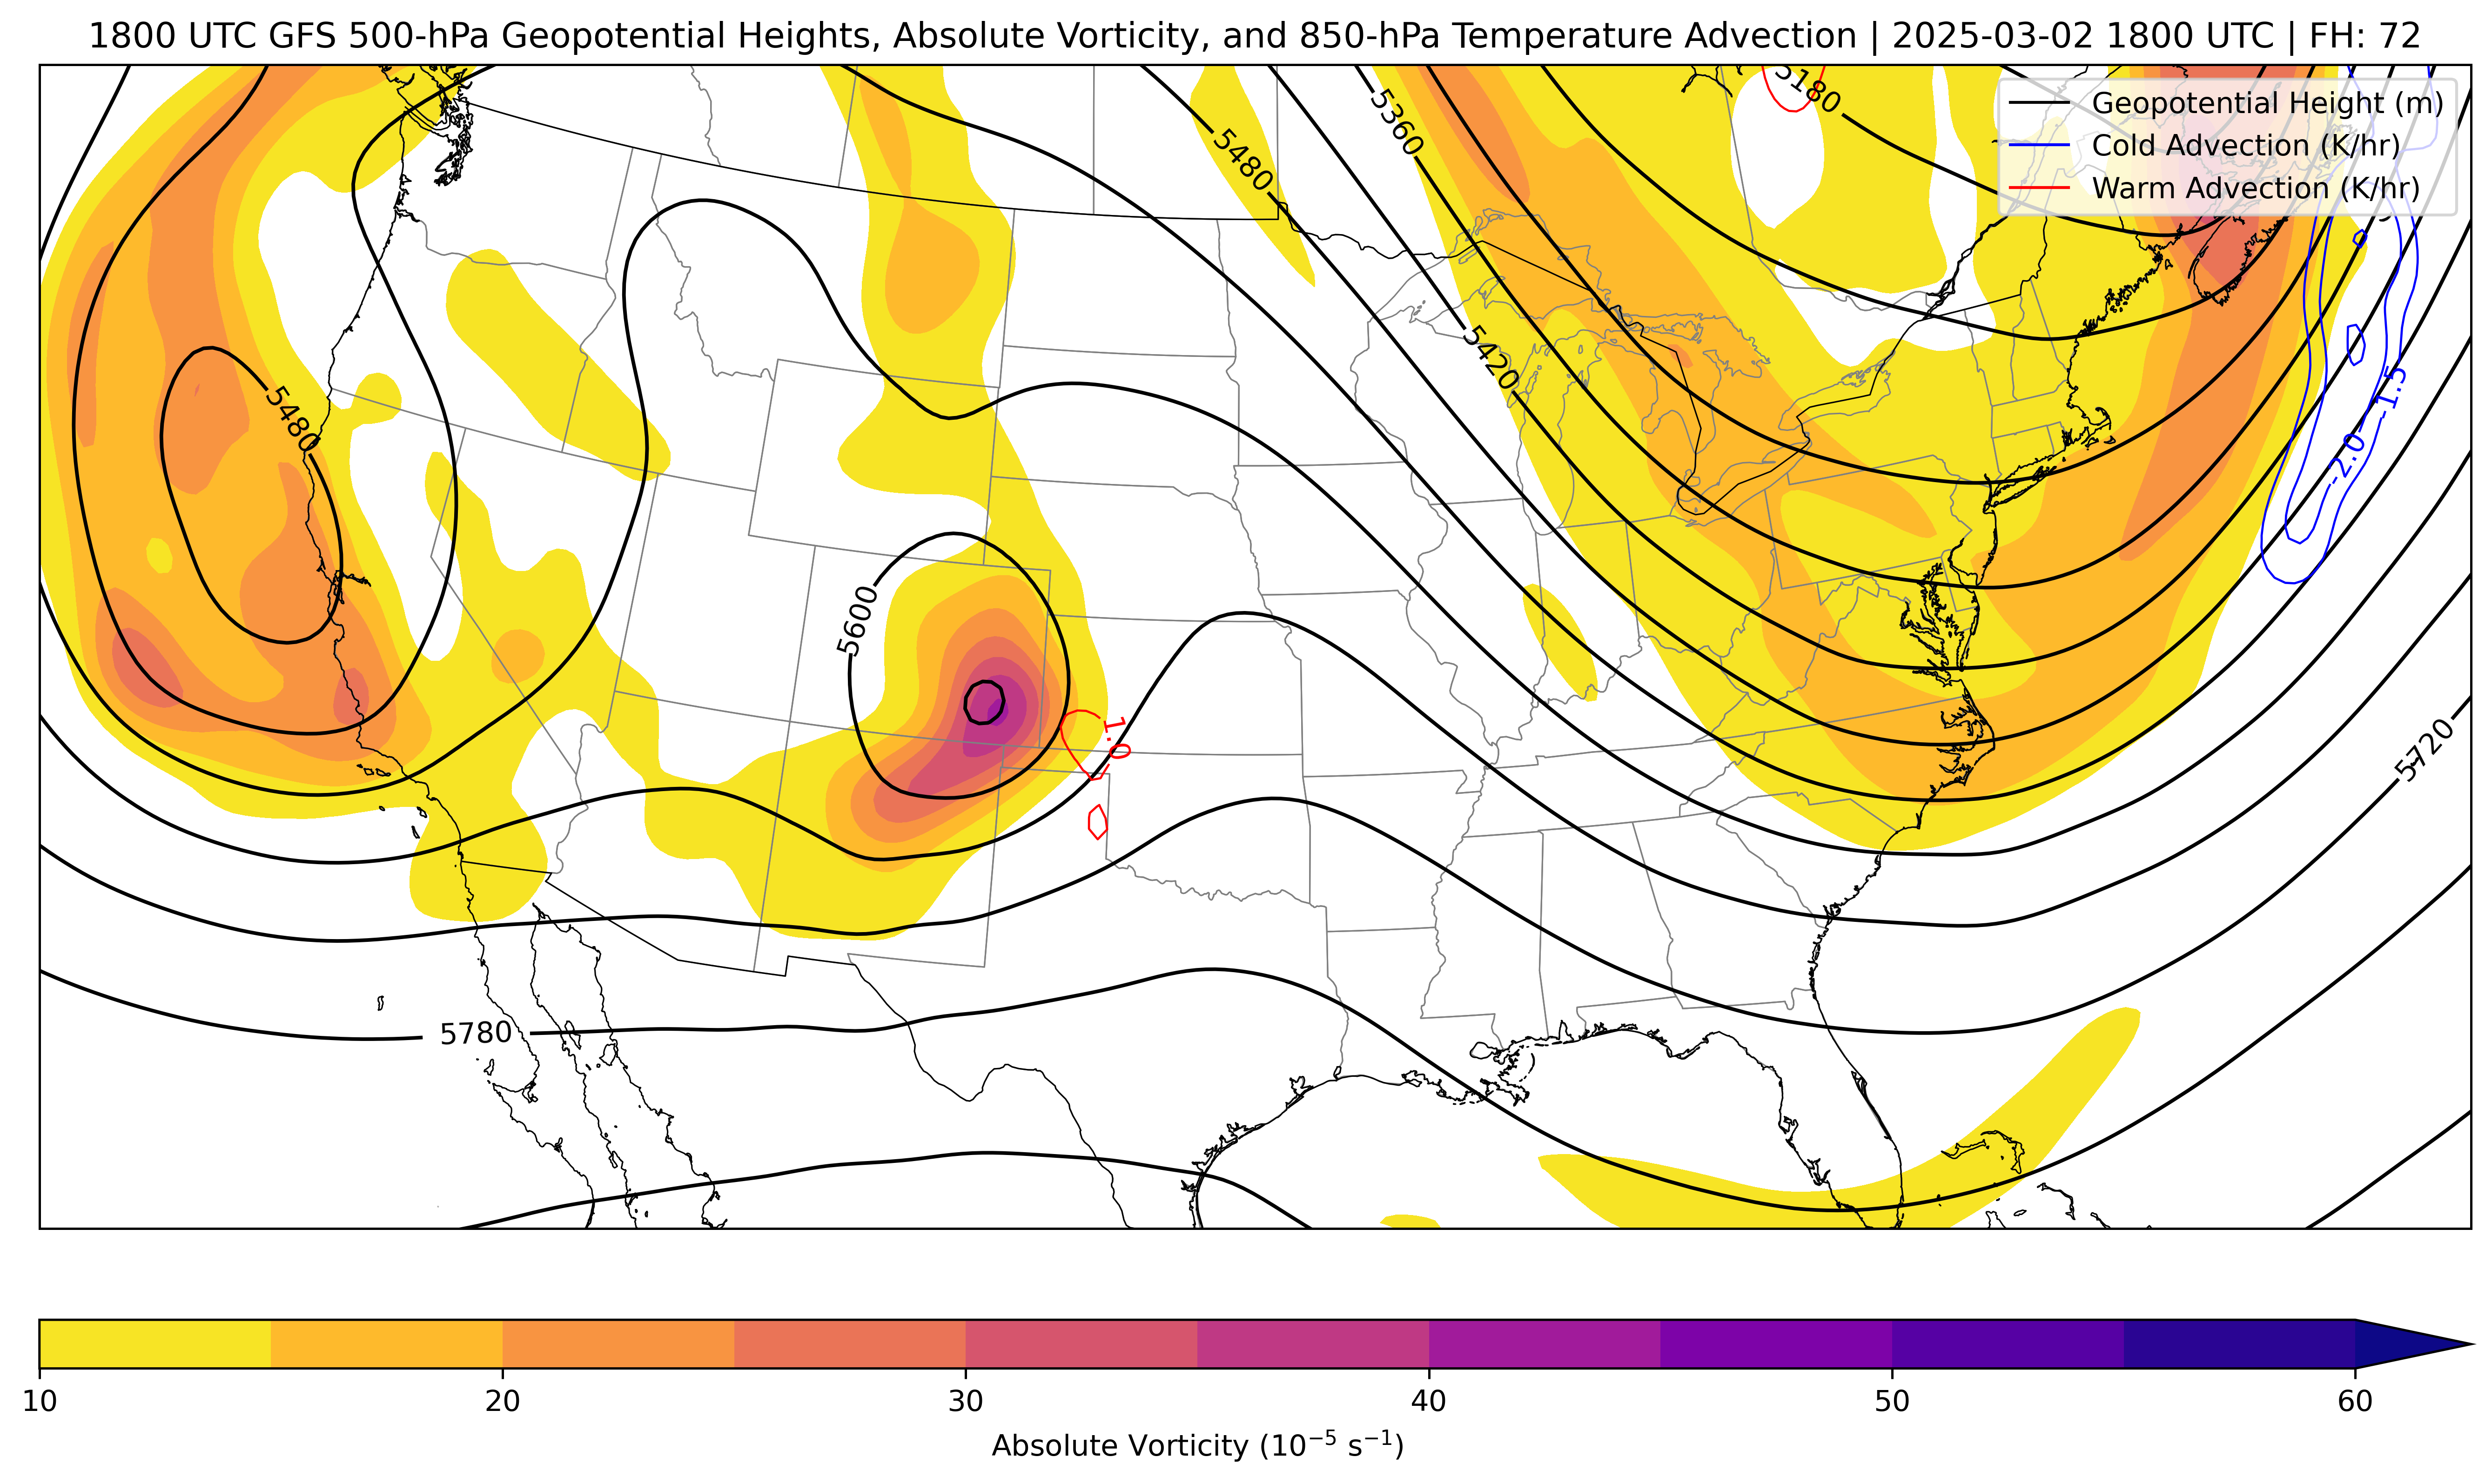 1800 UTC GFS 500-hPa Geopotential Heights, Absolute Vorticity, and 850-hPa Temperature Advection | 2025-03-02 1800 UTC | FH: 72
Geopotential Height (m)
Cold Advection (K/hr)
Warm Advection (K/hr)
5180
5360
5480
5420
5480
-1.5
-2.0
5600
1.0
5720
5780
10 20 30 40 50 60
Absolute Vorticity (10⁻⁵ s⁻¹)